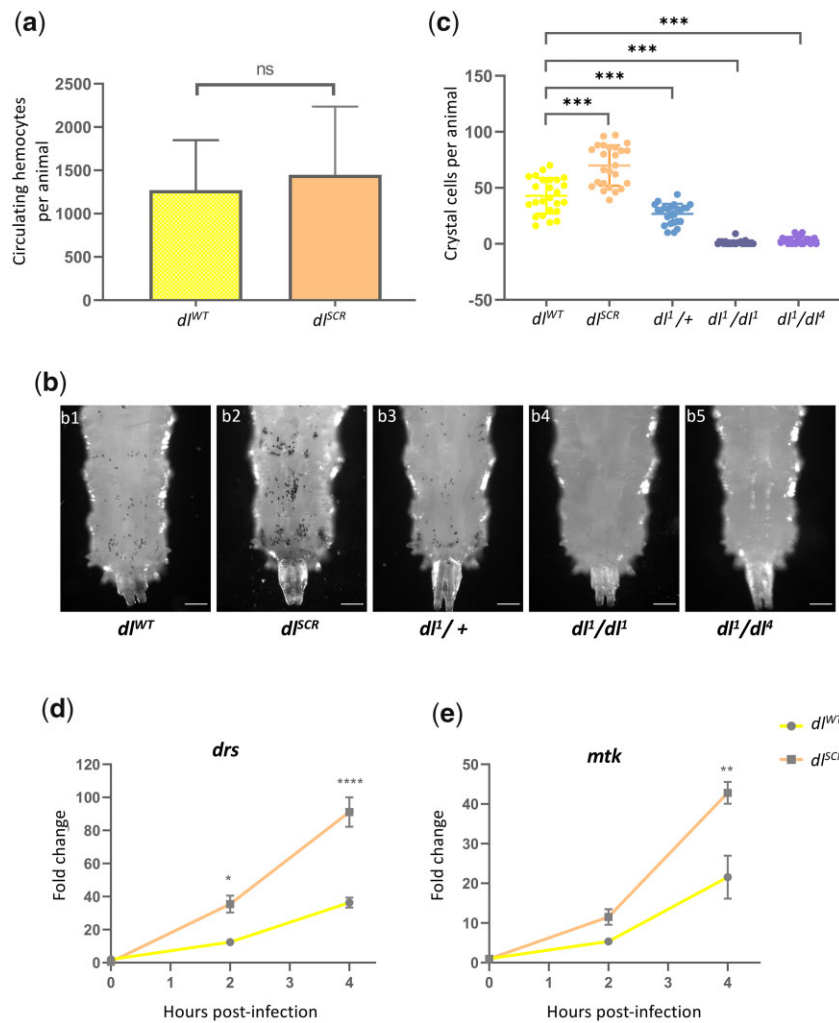 (a)
ns
2500
2000
1500
1000
500
0
Circulating hemocytes
per animal
dl^WT
dl^SCR
(c)
***
***
***
***
150
100
50
0
-50
Crystal cells per animal
dl^WT
dl^SCR
dl^1/+
dl^1/dl^1
dl^1/dl^4
(b)
b1
b2
b3
b4
b5
dl^WT
dl^SCR
dl^1/ +
dl^1/dl^1
dl^1/dl^4
(d)
drs
120
100
80
60
40
20
0
Fold change
*
****
0 1 2 3 4
Hours post-infection
(e)
mtk
50
40
30
20
10
0
Fold change
**
0 1 2 3 4
Hours post-infection
dl^WT
dl^SC